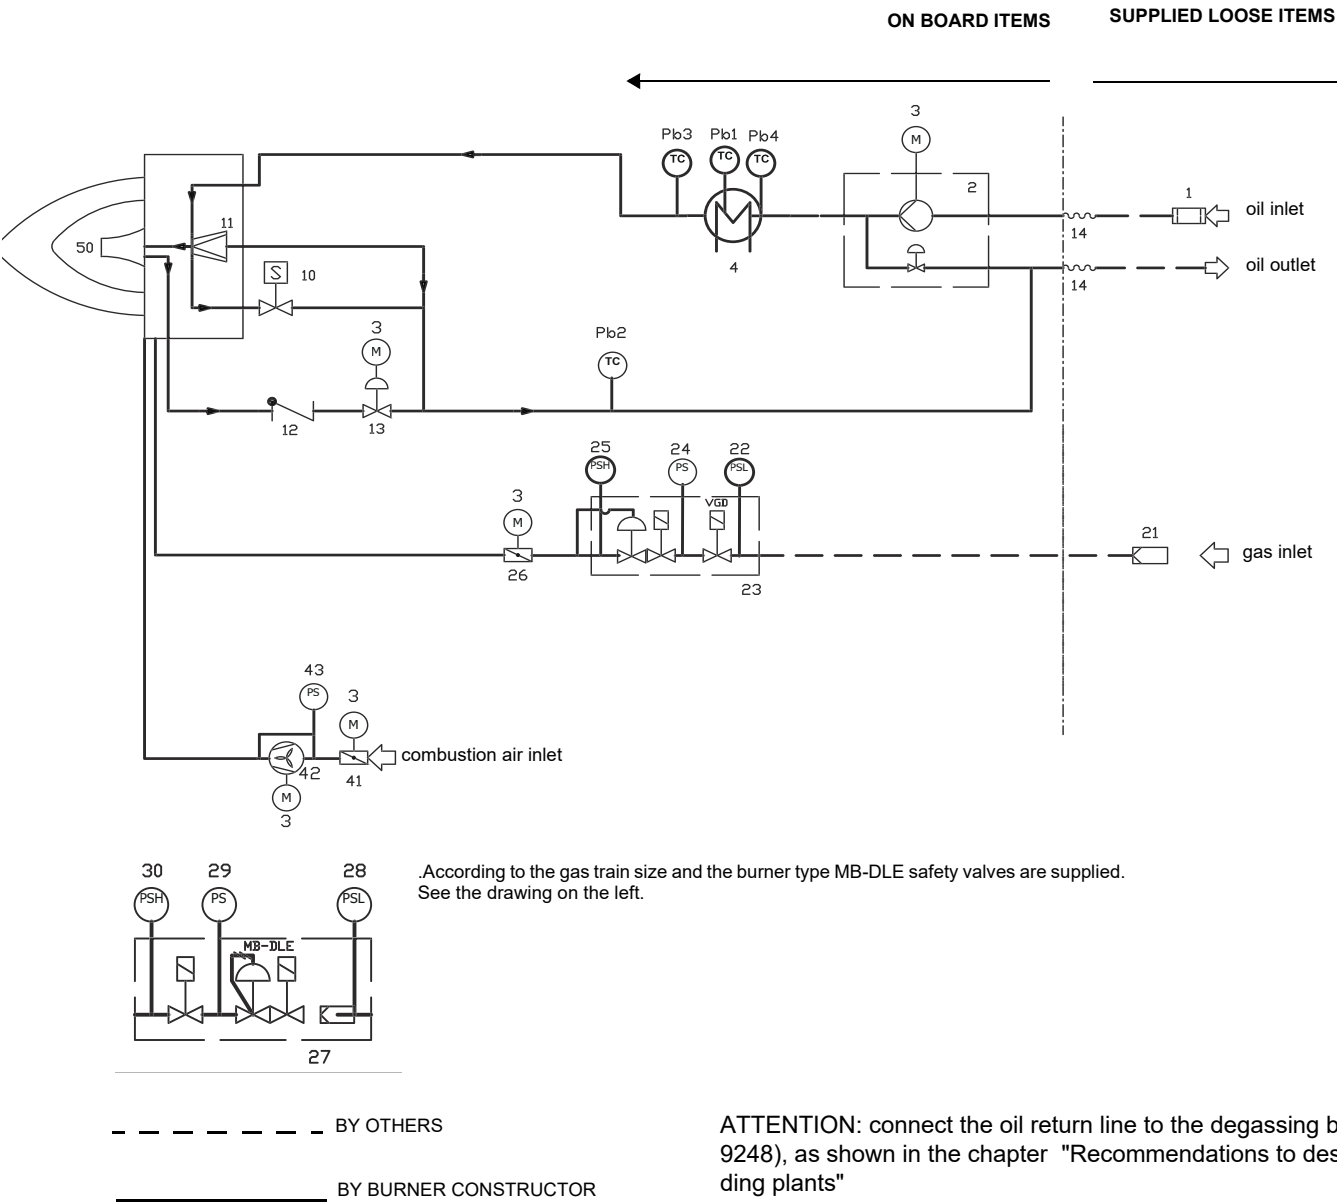 ON BOARD ITEMS
SUPPLIED LOOSE ITEMS
3
M
Pb3
Pb1
Pb4
TC
TC
TC
2
1
oil inlet
11
14
4
50
S
10
oil outlet
14
3
M
Pb2
TC
12
13
25
24
22
PSH
PS
PSL
VGD
3
M
26
23
21
gas inlet
43
PS
3
M
42
41
combustion air inlet
M
3
30
29
28
PSH
PS
PSL
MB-DLE
27
.According to the gas train size and the burner type MB-DLE safety valves are supplied.
See the drawing on the left.
BY OTHERS
BY BURNER CONSTRUCTOR
ATTENTION: connect the oil return line to the degassing b
9248), as shown in the chapter "Recommendations to des
ding plants"